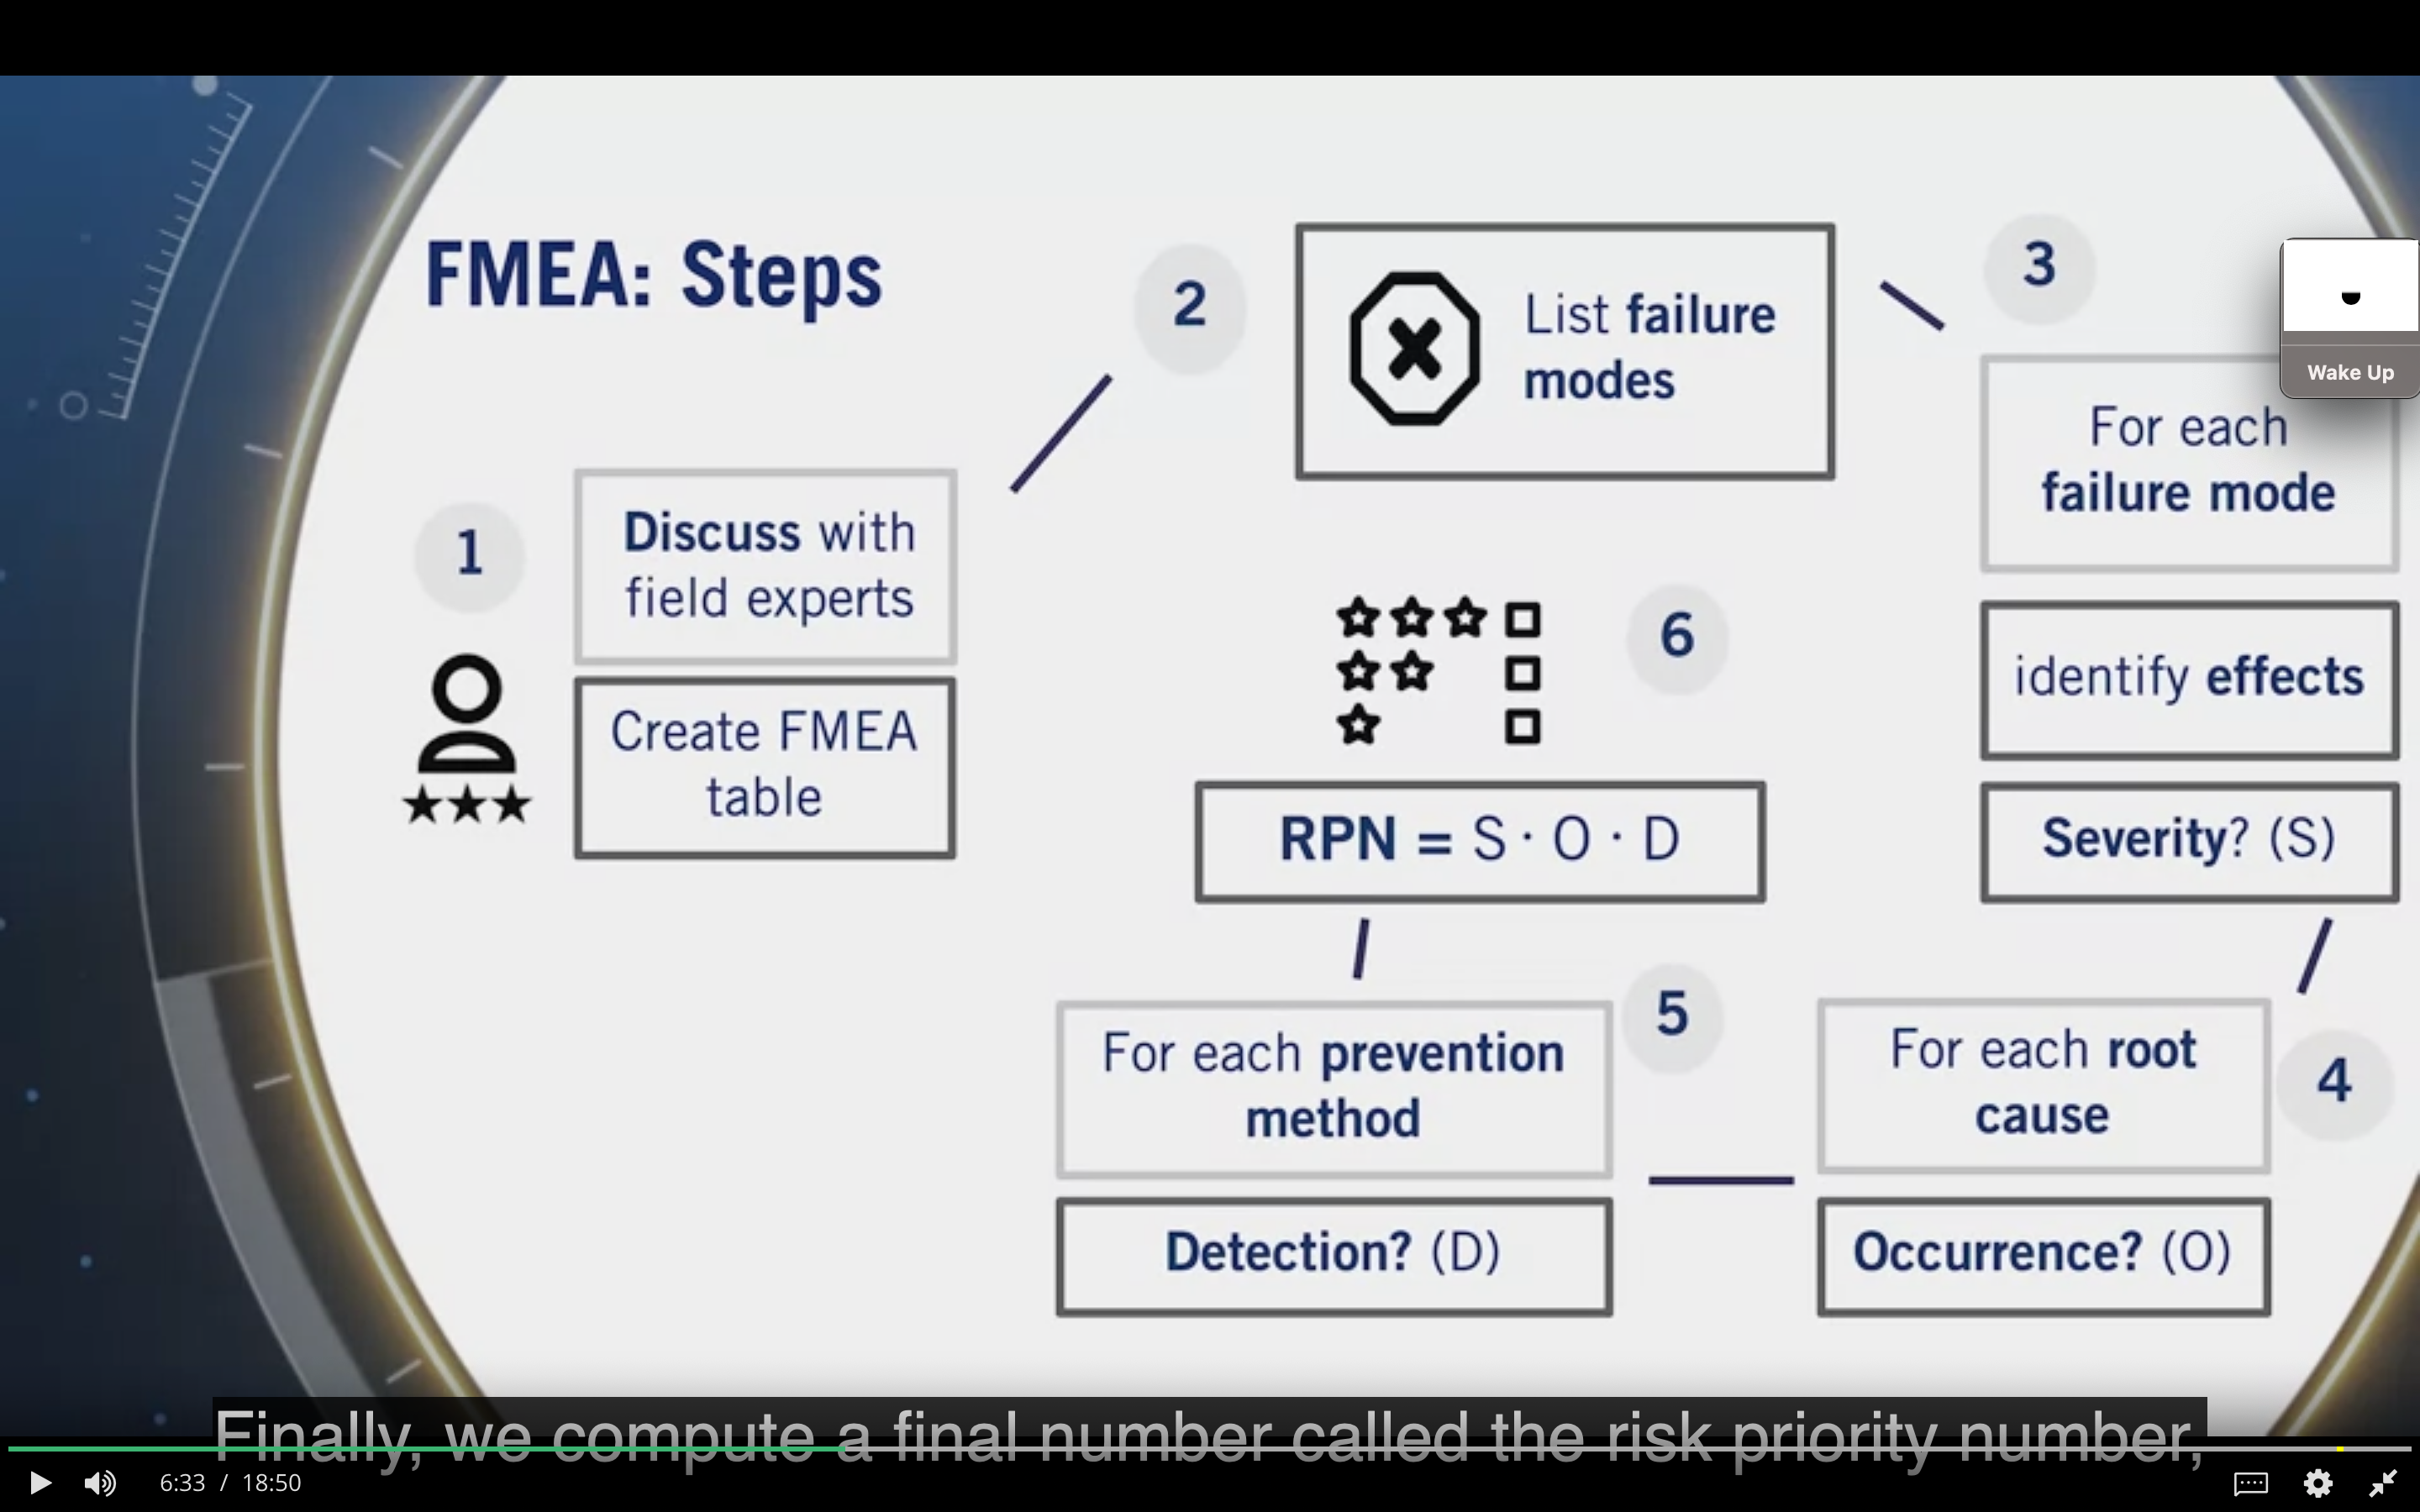 FMEA: Steps
1
Discuss with
field experts
Create FMEA
table
2
List failure
modes
3
For each
failure mode
identify effects
Severity? (S)
4
For each root
cause
Occurrence? (O)
5
For each prevention
method
Detection? (D)
6
RPN = S · O · D
Wake Up
Finally, we compute a final number called the risk priority number,
6:33 / 18:50